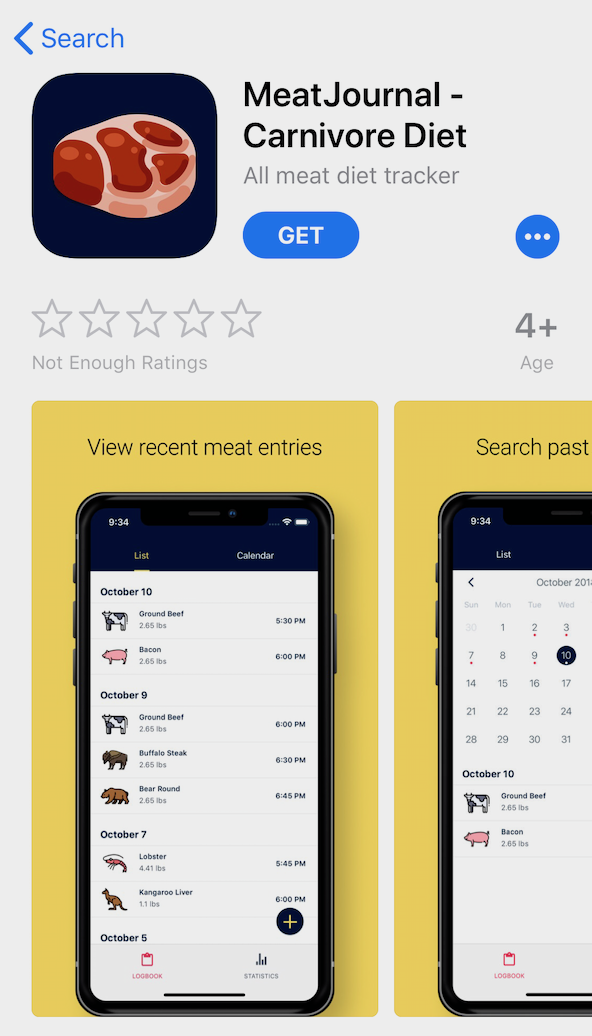 Search
MeatJournal -
Carnivore Diet
All meat diet tracker
GET
Not Enough Ratings
4+
Age
View recent meat entries
9:34
List
Calendar
October 10
Ground Beef
2.65 lbs
5:30 PM
Bacon
2.65 lbs
6:00 PM
October 9
Ground Beef
2.65 lbs
6:00 PM
Buffalo Steak
2.65 lbs
6:30 PM
Bear Round
2.65 lbs
6:45 PM
October 7
Lobster
4.41 lbs
5:45 PM
Kangaroo Liver
1.1 lbs
6:00 PM
October 5
LOGBOOK
STATISTICS
Search past
9:34
List
October 201
Sun Mon Tue Wed
30 1 2 3
7 8 9 10
14 15 16 17
21 22 23 24
28 29 30 31
October 10
Ground Beef
2.65 lbs
Bacon
2.65 lbs
LOGBOOK